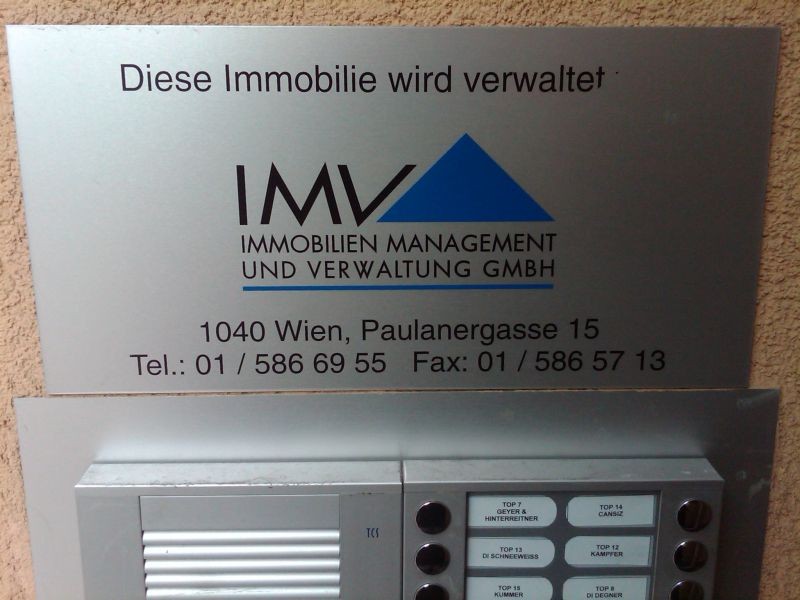 Diese Immobilie wird verwaltet
IMV
IMMOBILIEN MANAGEMENT
UND VERWALTUNG GMBH
1040 Wien, Paulanergasse 15
Tel.: 01 / 586 69 55 Fax: 01 / 586 57 13
TCS
TOP 7
GEYER &
HINTERREITNER
TOP 14
CANSIZ
TOP 13
DI SCHNEEWEISS
TOP 12
KAMPFER
TOP 15
KUMMER
TOP 8
DI DEGNER